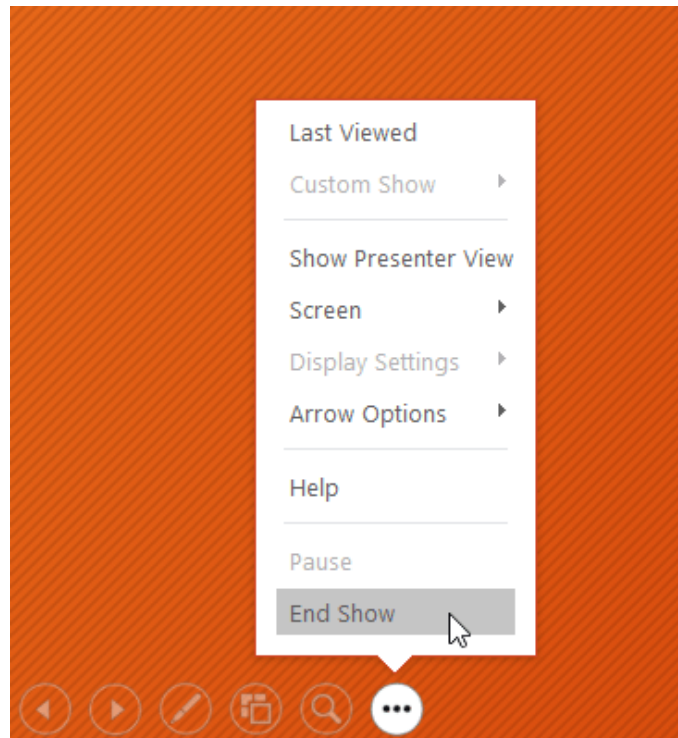 Last Viewed
Custom Show
Show Presenter View
Screen
Display Settings
Arrow Options
Help
Pause
End Show